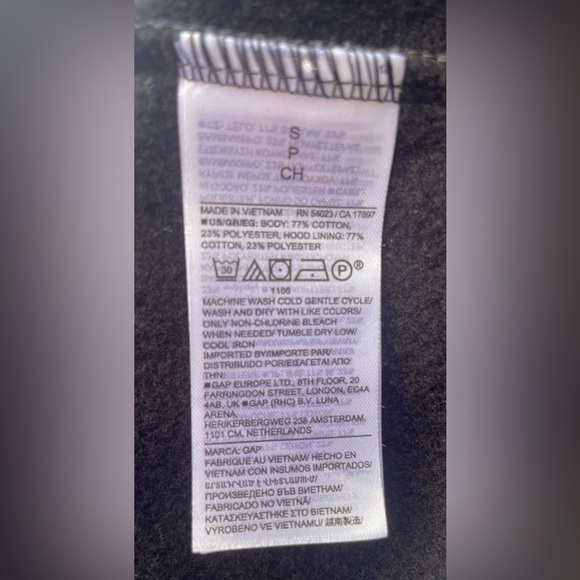 S
P
CH
MADE IN VIETNAM RN 54023 / CA 17897
■ US/GB/EG: BODY: 77% COTTON,
23% POLYESTER, HOOD LINING: 77%
COTTON, 23% POLYESTER
30 P®
1166
MACHINE WASH COLD GENTLE CYCLE/
WASH AND DRY WITH LIKE COLORS/
ONLY NON-CHLORINE BLEACH
WHEN NEEDED/ TUMBLE DRY LOW/
COOL IRON
IMPORTED BY/IMPORTE PAR/
DISTRIBUIDO POR/ΕΙΣΑΓΕΤΑΙ ΑΠΟ
ΤΗΝ:
■ GAP EUROPE LTD., 8TH FLOOR, 20
FARRINGDON STREET, LONDON, EC4A
4AB, UK ■ GAP (RHC) B.V. LUNA
ARENA,
HERIKERBERGWEG 238 AMSTERDAM,
1101 CM, NETHERLANDS
MARCA: GAP
FABRIQUE AU VIETNAM/ HECHO EN
VIETNAM CON INSUMOS IMPORTADOS/
ԱՐՏԱԴՐՎԱԾ Է ՎԻԵՏՆԱՄՈՒՄ/
ПРОИЗВЕДЕНО ВЪВ ВИЕТНАМ/
FABRICADO NO VIETNÃ/
ΚΑΤΑΣΚΕΥΑΣΤΗΚΕ ΣΤΟ ΒΙΕΤΝΑΜ/
VYROBENO VE VIETNAMU/ 越南製造/